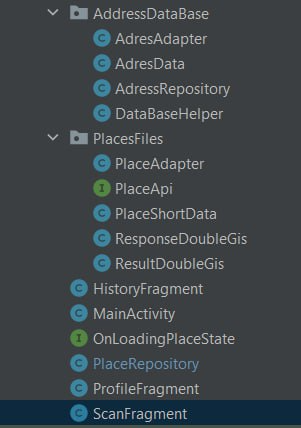 AddressDataBase
AdresAdapter
AdresData
AdressRepository
DataBaseHelper
PlacesFiles
PlaceAdapter
PlaceApi
PlaceShortData
ResponseDoubleGis
ResultDoubleGis
HistoryFragment
MainActivity
OnLoadingPlaceState
PlaceRepository
ProfileFragment
ScanFragment